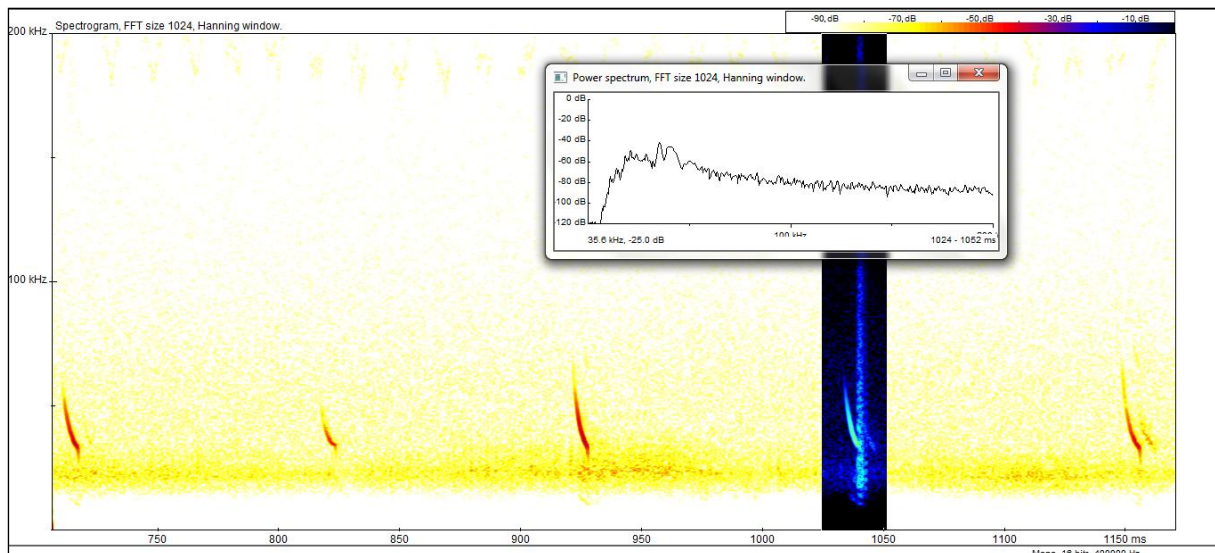 200 kHz
Spectrogram, FFT size 1024, Hanning window.
-90, dB -70, dB -50, dB -30, dB -10, dB
Power spectrum, FFT size 1024, Hanning window.
0 dB
-20 dB
-40 dB
-60 dB
-80 dB
-100 dB
-120 dB
100 kHz
35.6 kHz, -25.0 dB 1024 - 1052 ms
100 kHz
750 800 850 900 950 1000 1050 1100 1150 ms